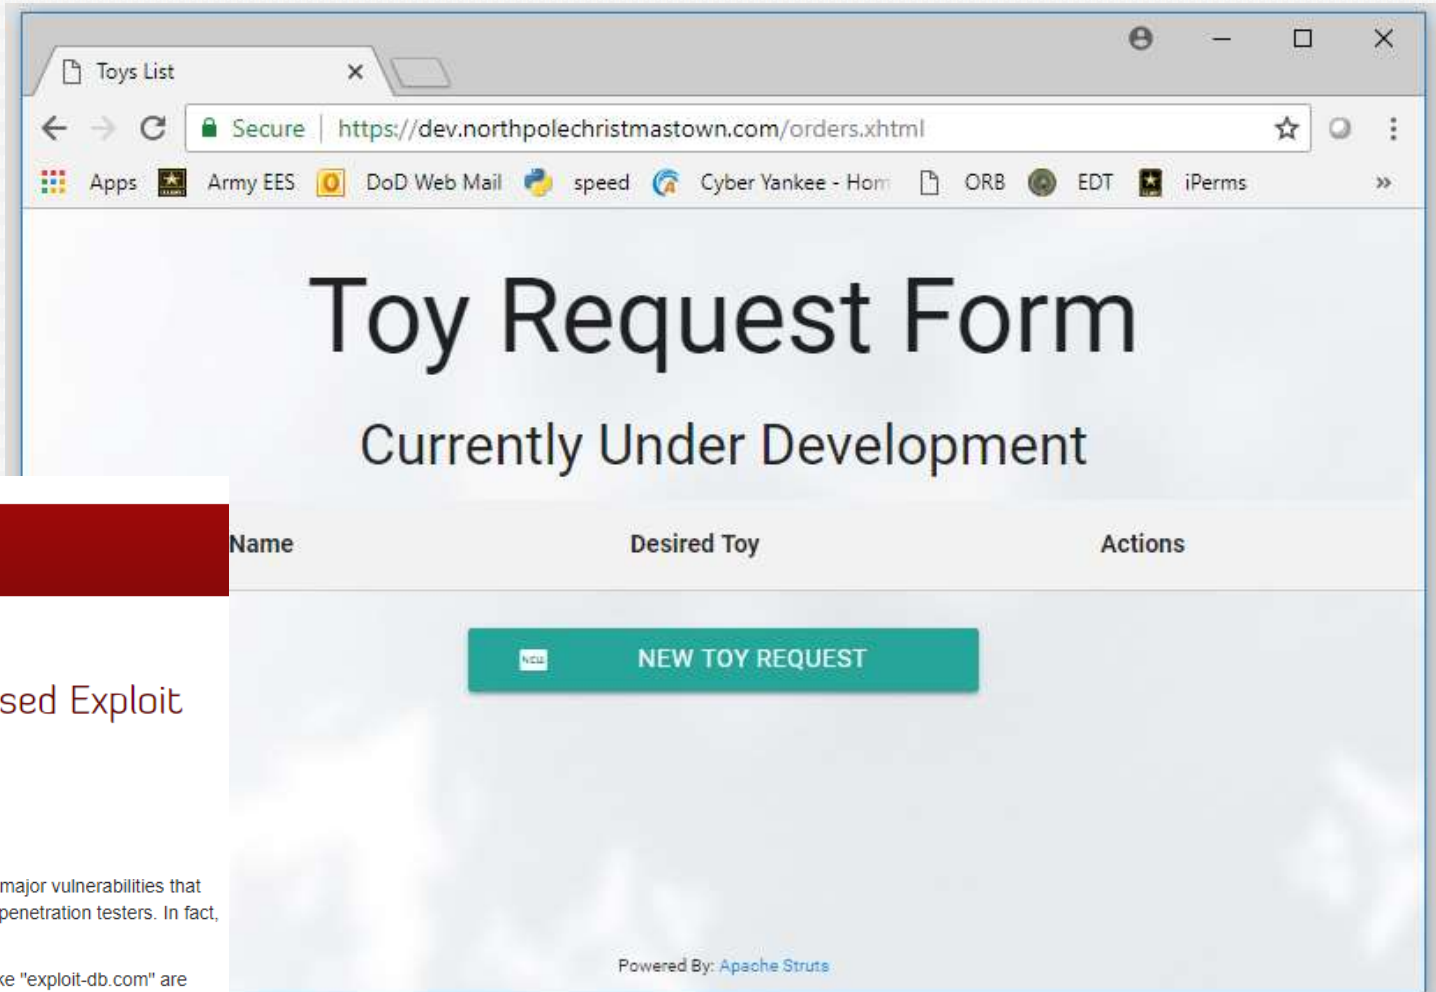 Toys List
Secure | https://dev.northpolechristmastown.com/orders.xhtml
Apps Army EES DoD Web Mail speed Cyber Yankee - Hom ORB EDT iPerms »
Toy Request Form
Currently Under Development
Name Desired Toy Actions
NEW TOY REQUEST
Powered By: Apache Struts
sed Exploit
major vulnerabilities that
penetration testers. In fact,
ke "exploit-db.com" are